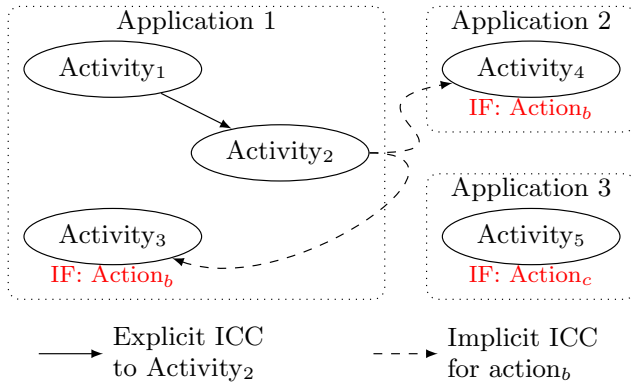 Application 1
Activity₁
Activity₂
Activity₃
IF: Action_b
Application 2
Activity₄
IF: Action_b
Application 3
Activity₅
IF: Action_c
Explicit ICC
to Activity₂
Implicit ICC
for action_b